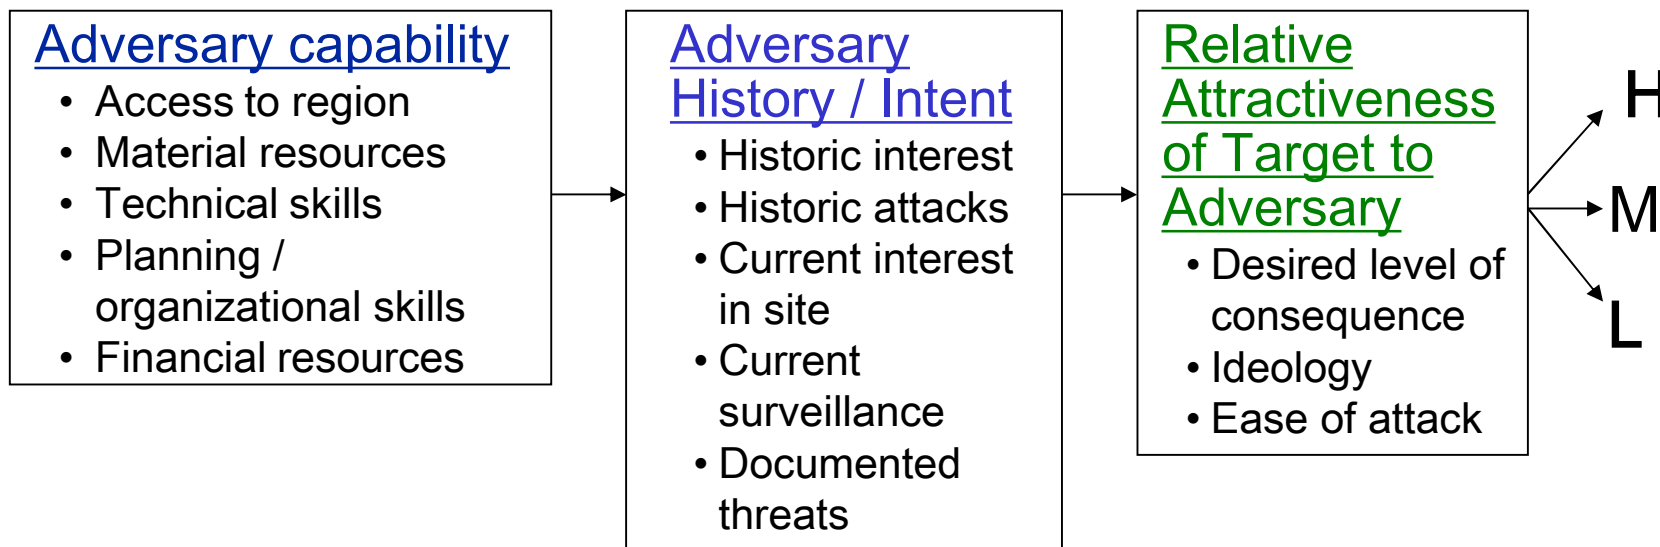 Adversary capability
• Access to region
• Material resources
• Technical skills
• Planning /
organizational skills
• Financial resources
Adversary
History / Intent
• Historic interest
• Historic attacks
• Current interest
in site
• Current
surveillance
• Documented
threats
Relative
Attractiveness
of Target to
Adversary
• Desired level of
consequence
• Ideology
• Ease of attack
H
M
L